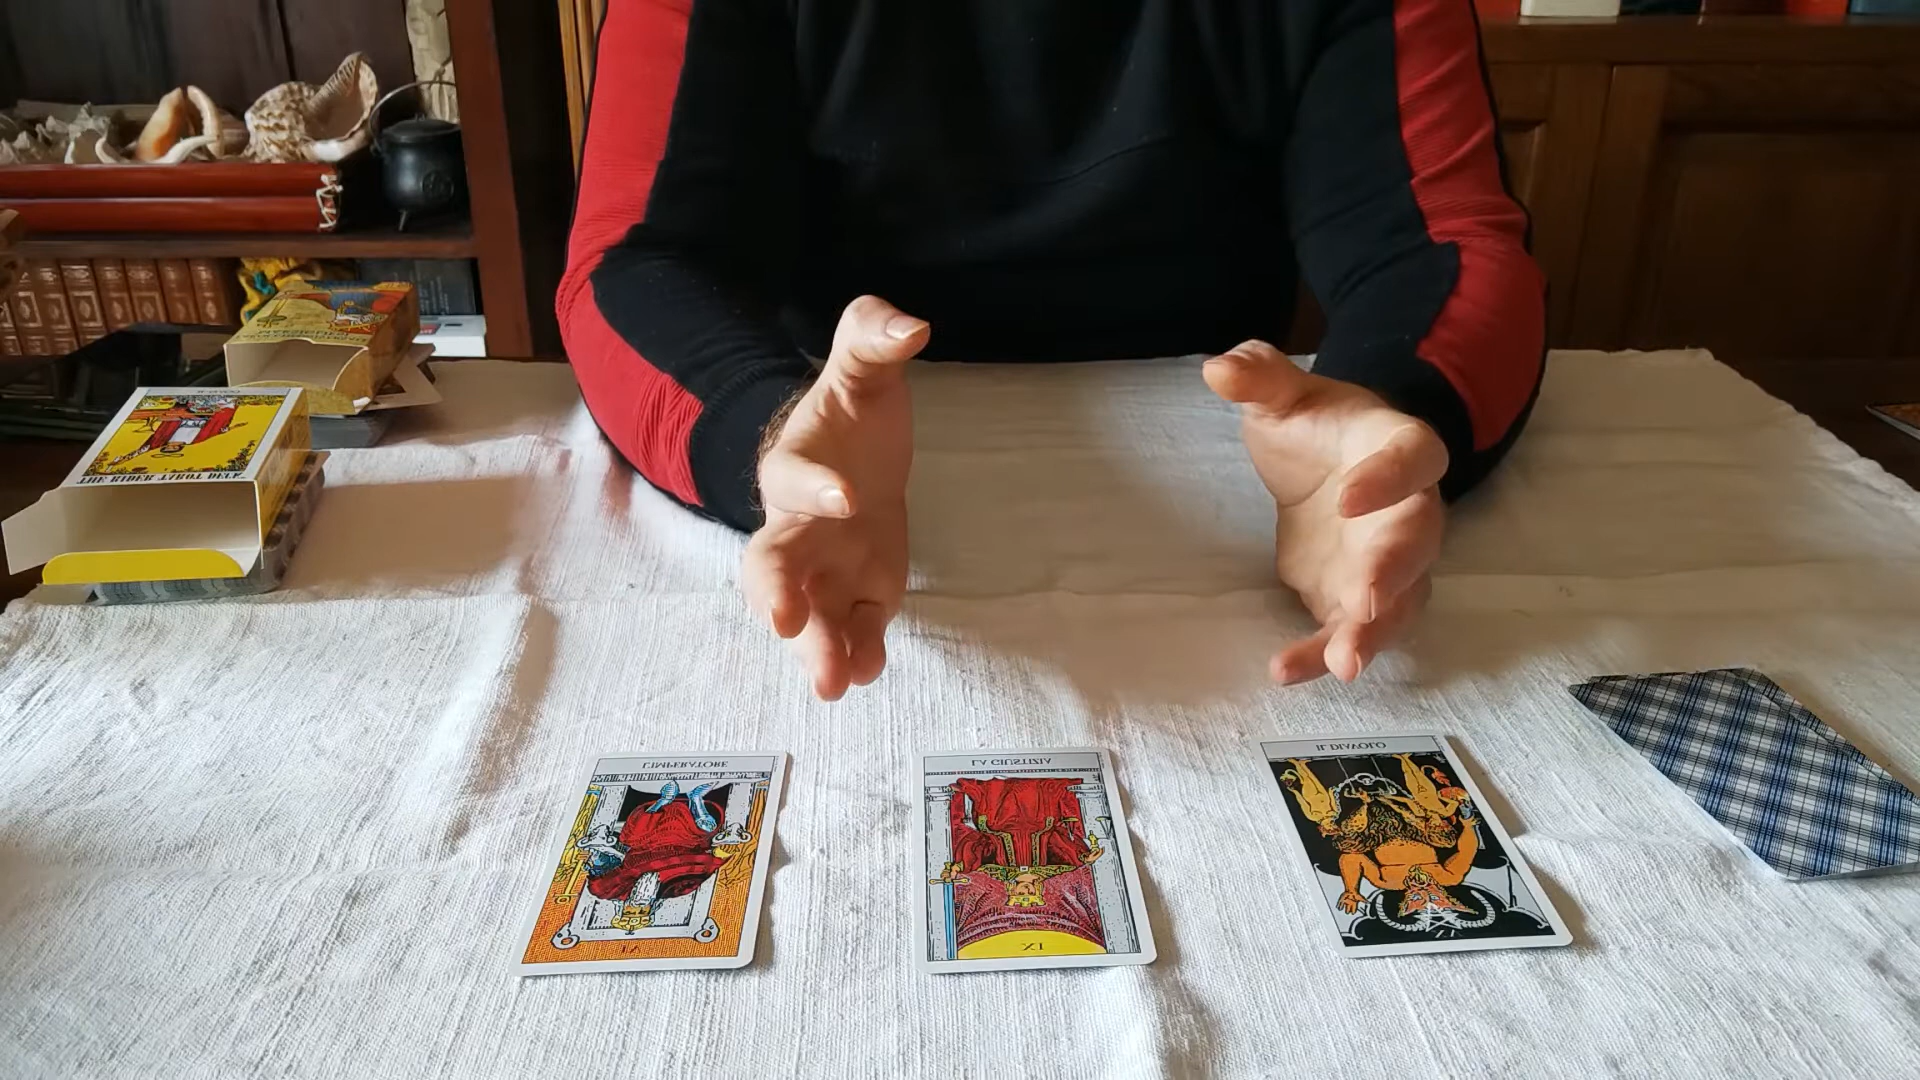 THE RIDER TAROT DECK
L'IMPERATORE
IV
LA GIUSTIZIA
XI
IL DIAVOLO